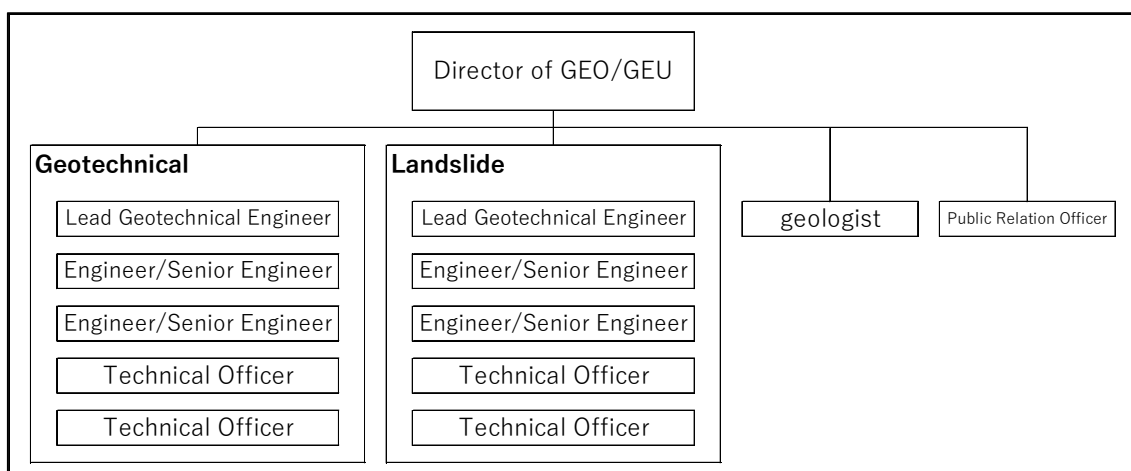 Director of GEO/GEU
Geotechnical
Lead Geotechnical Engineer
Engineer/Senior Engineer
Engineer/Senior Engineer
Technical Officer
Technical Officer
Landslide
Lead Geotechnical Engineer
Engineer/Senior Engineer
Engineer/Senior Engineer
Technical Officer
Technical Officer
geologist
Public Relation Officer